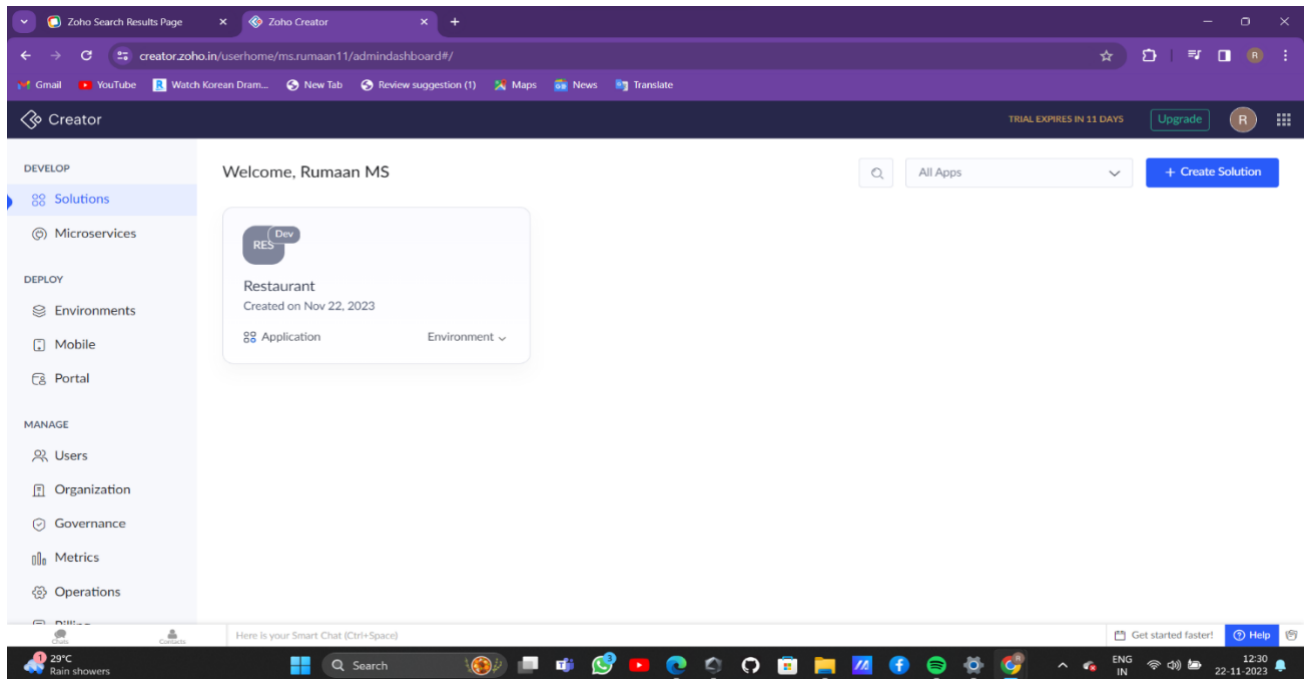 Zoho Search Results Page
Zoho Creator
creator.zoho.in/userhome/ms.rumaan11/admindashboard#/
R
Gmail YouTube Watch Korean Dram... New Tab Review suggestion (1) Maps News Translate
Creator
TRIAL EXPIRES IN 11 DAYS
Upgrade
R
DEVELOP
Solutions
Microservices
DEPLOY
Environments
Mobile
Portal
MANAGE
Users
Organization
Governance
Metrics
Operations
Welcome, Rumaan MS
All Apps
+ Create Solution
RES
Dev
Restaurant
Created on Nov 22, 2023
Application
Environment
Chats
Contacts
Here is your Smart Chat (Ctrl+Space)
Get started faster!
Help
1
29°C
Rain showers
Search
3
ENG
IN
12:30
22-11-2023